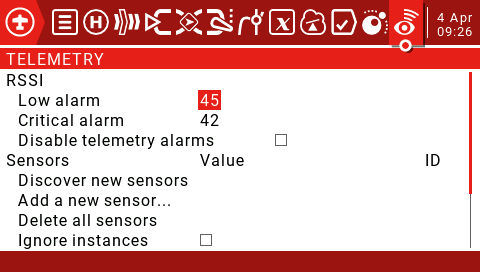 4 Apr
09:26
TELEMETRY
RSSI
Low alarm 45
Critical alarm 42
Disable telemetry alarms
Sensors Value ID
Discover new sensors
Add a new sensor...
Delete all sensors
Ignore instances